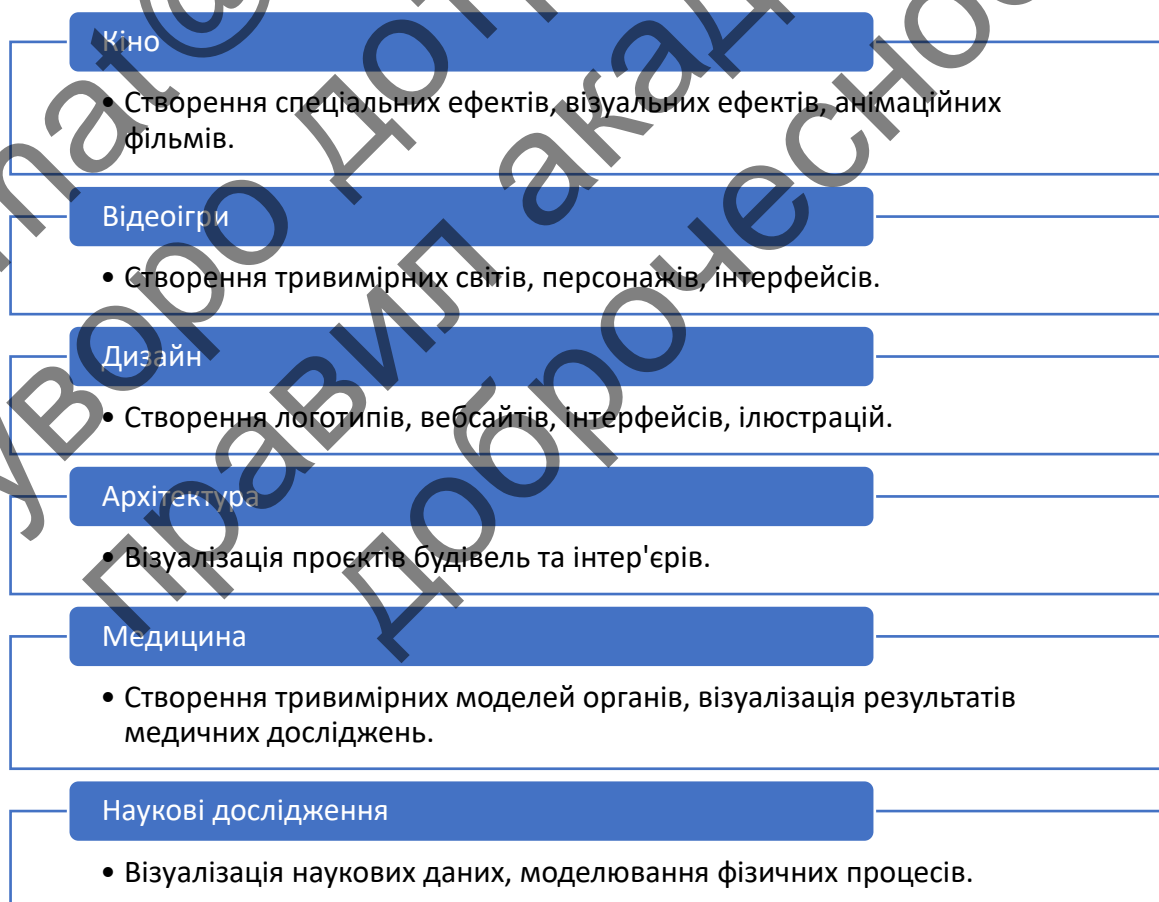 Кіно
• Створення спеціальних ефектів, візуальних ефектів, анімаційних
фільмів.
Відеоігри
• Створення тривимірних світів, персонажів, інтерфейсів.
Дизайн
• Створення логотипів, вебсайтів, інтерфейсів, ілюстрацій.
Архітектура
• Візуалізація проєктів будівель та інтер'єрів.
Медицина
• Створення тривимірних моделей органів, візуалізація результатів
медичних досліджень.
Наукові дослідження
• Візуалізація наукових даних, моделювання фізичних процесів.
правил